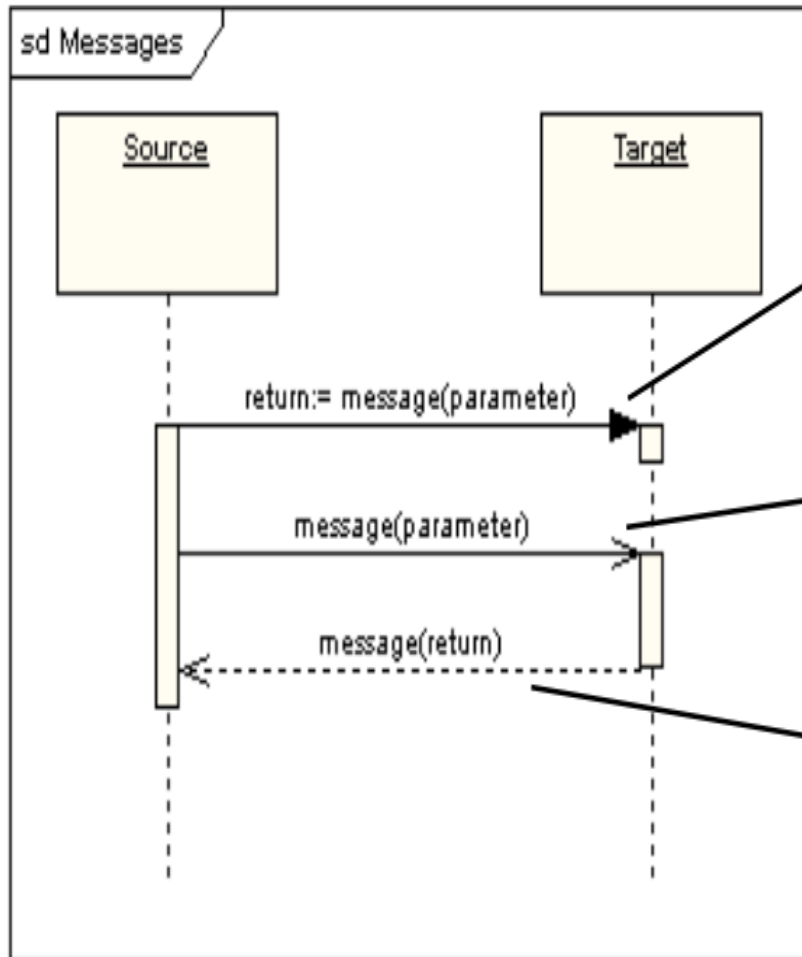 sd Messages
Source
Target
return:= message(parameter)
message(parameter)
message(return)